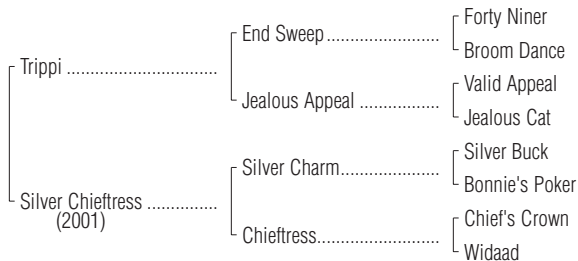 Forty Niner
End Sweep
Broom Dance
Trippi
Valid Appeal
Jealous Appeal
Jealous Cat
Silver Buck
Silver Charm
Bonnie's Poker
Silver Chieftress
(2001)
Chief's Crown
Chieftress
Widaad